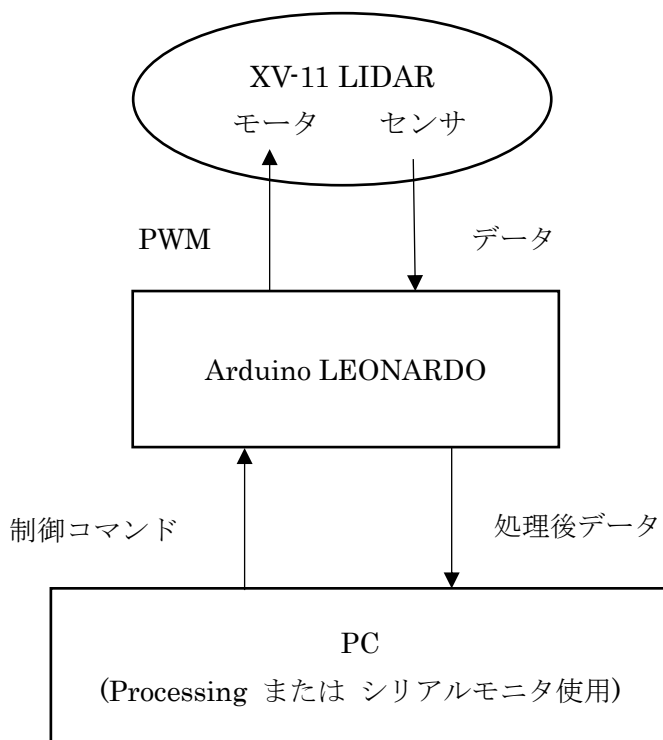 XV-11 LIDAR
モータ センサ
PWM データ
Arduino LEONARDO
制御コマンド 処理後データ
PC
(Processing または シリアルモニタ使用)